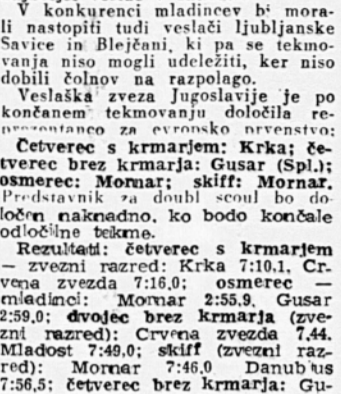 V konkurenci mladincev bi mora-
li nastopiti tudi veslači ljubljanske
Savice in Blejčani, ki pa se tekmo-
vanja niso mogli udeležiti, ker niso
dobili čolnov na razpolago.
Veslaška zveza Jugoslavije je po
končanem tekmovanju določila re-
prezentanco za evropsko prvenstvo:
Četverec s krmarjem: Krka; če-
tverec brez krmarja: Gusar (Spl.);
osmerec: Mornar; skiff: Mornar.
Predstavnik za doubl scoul bo do-
ločen naknadno, ko bodo končale
odločilne tekme.
Rezultati: četverec s krmarjem
— zvezni razred: Krka 7:10,1, Cr-
vena zvezda 7:16,0; osmerec —
mladinci: Mornar 2:55,9, Gusar
2:59,0; dvojec brez krmarja (zve-
zni razred): Crvena zvezda 7,44.
Mladost 7:49,0; skiff (zvezni raz-
red): Mornar 7:46,0 Danubius
7:56,5; četverec brez krmarja: Gu-